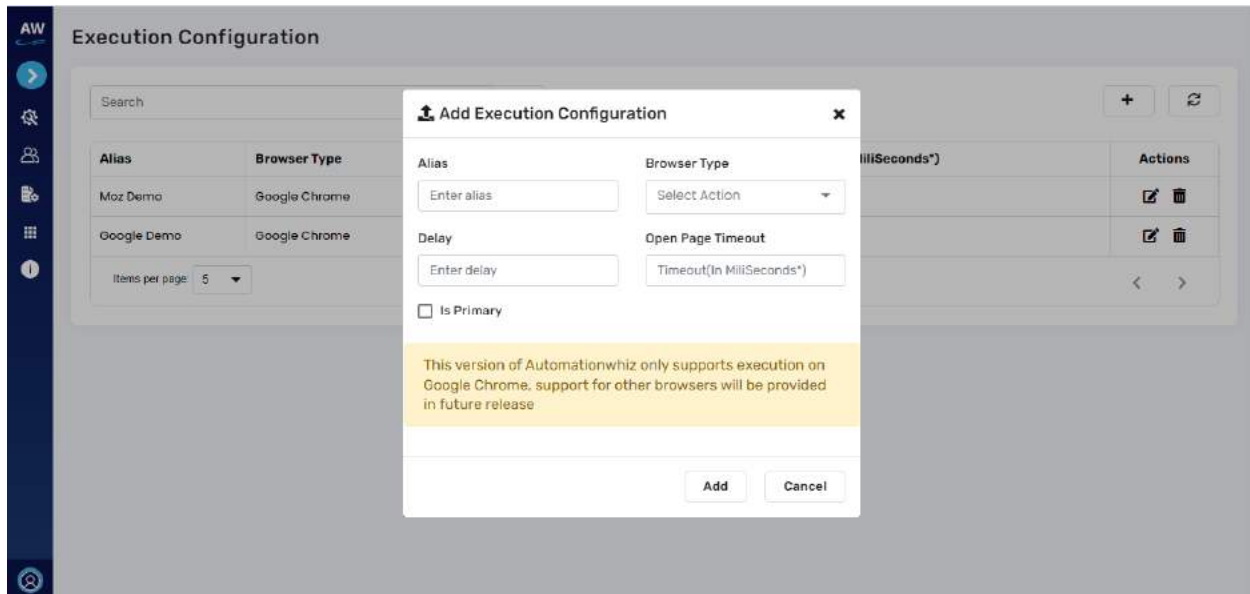 AW
Execution Configuration
Search
Add Execution Configuration
Alias
Browser Type
Actions
Moz Demo
Google Chrome
Google Demo
Google Chrome
Items per page: 5
Alias
Browser Type
Enter alias
Select Action
Delay
Open Page Timeout
Enter delay
Timeout(In MiliSeconds*)
Is Primary
This version of Automationwhiz only supports execution on
Google Chrome, support for other browsers will be provided
in future release
Add
Cancel